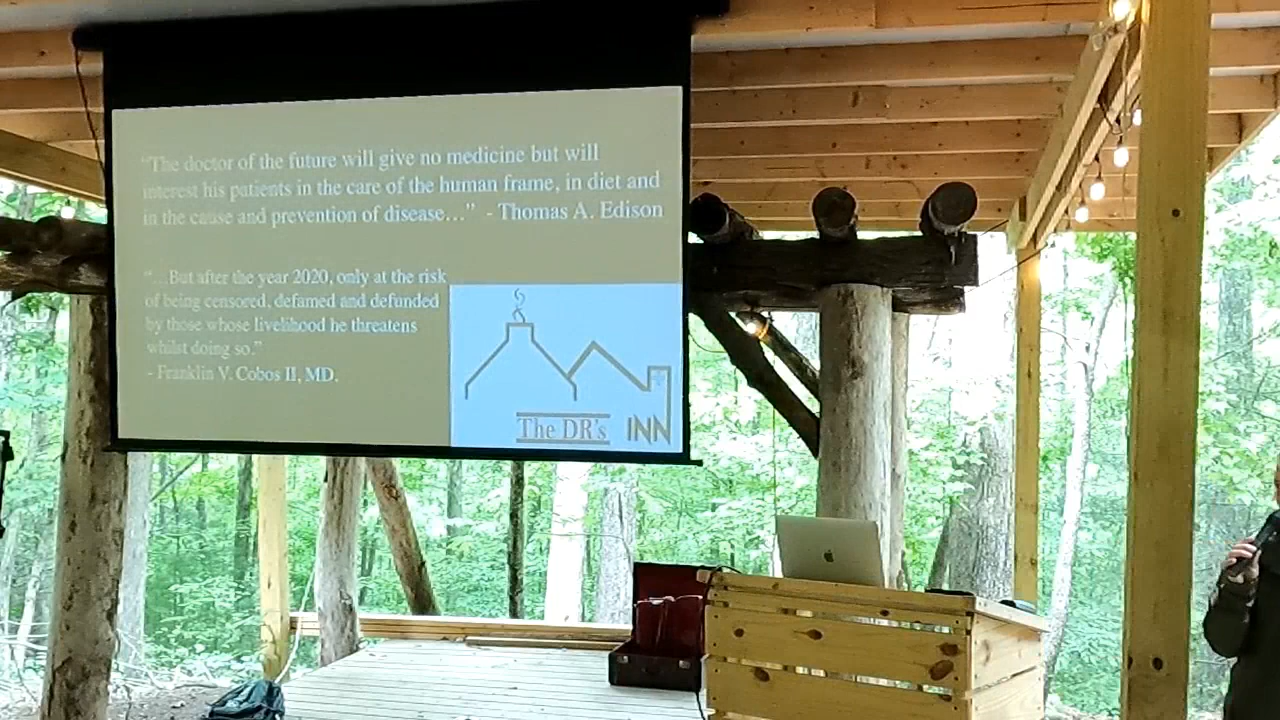 “The doctor of the future will give no medicine but will
interest his patients in the care of the human frame, in diet and
in the cause and prevention of disease…” - Thomas A. Edison
“…But after the year 2020, only at the risk
of being censored, defamed and defunded
by those whose livelihood he threatens
whilst doing so.”
- Franklin V. Cobos II, MD.
The DR's INN